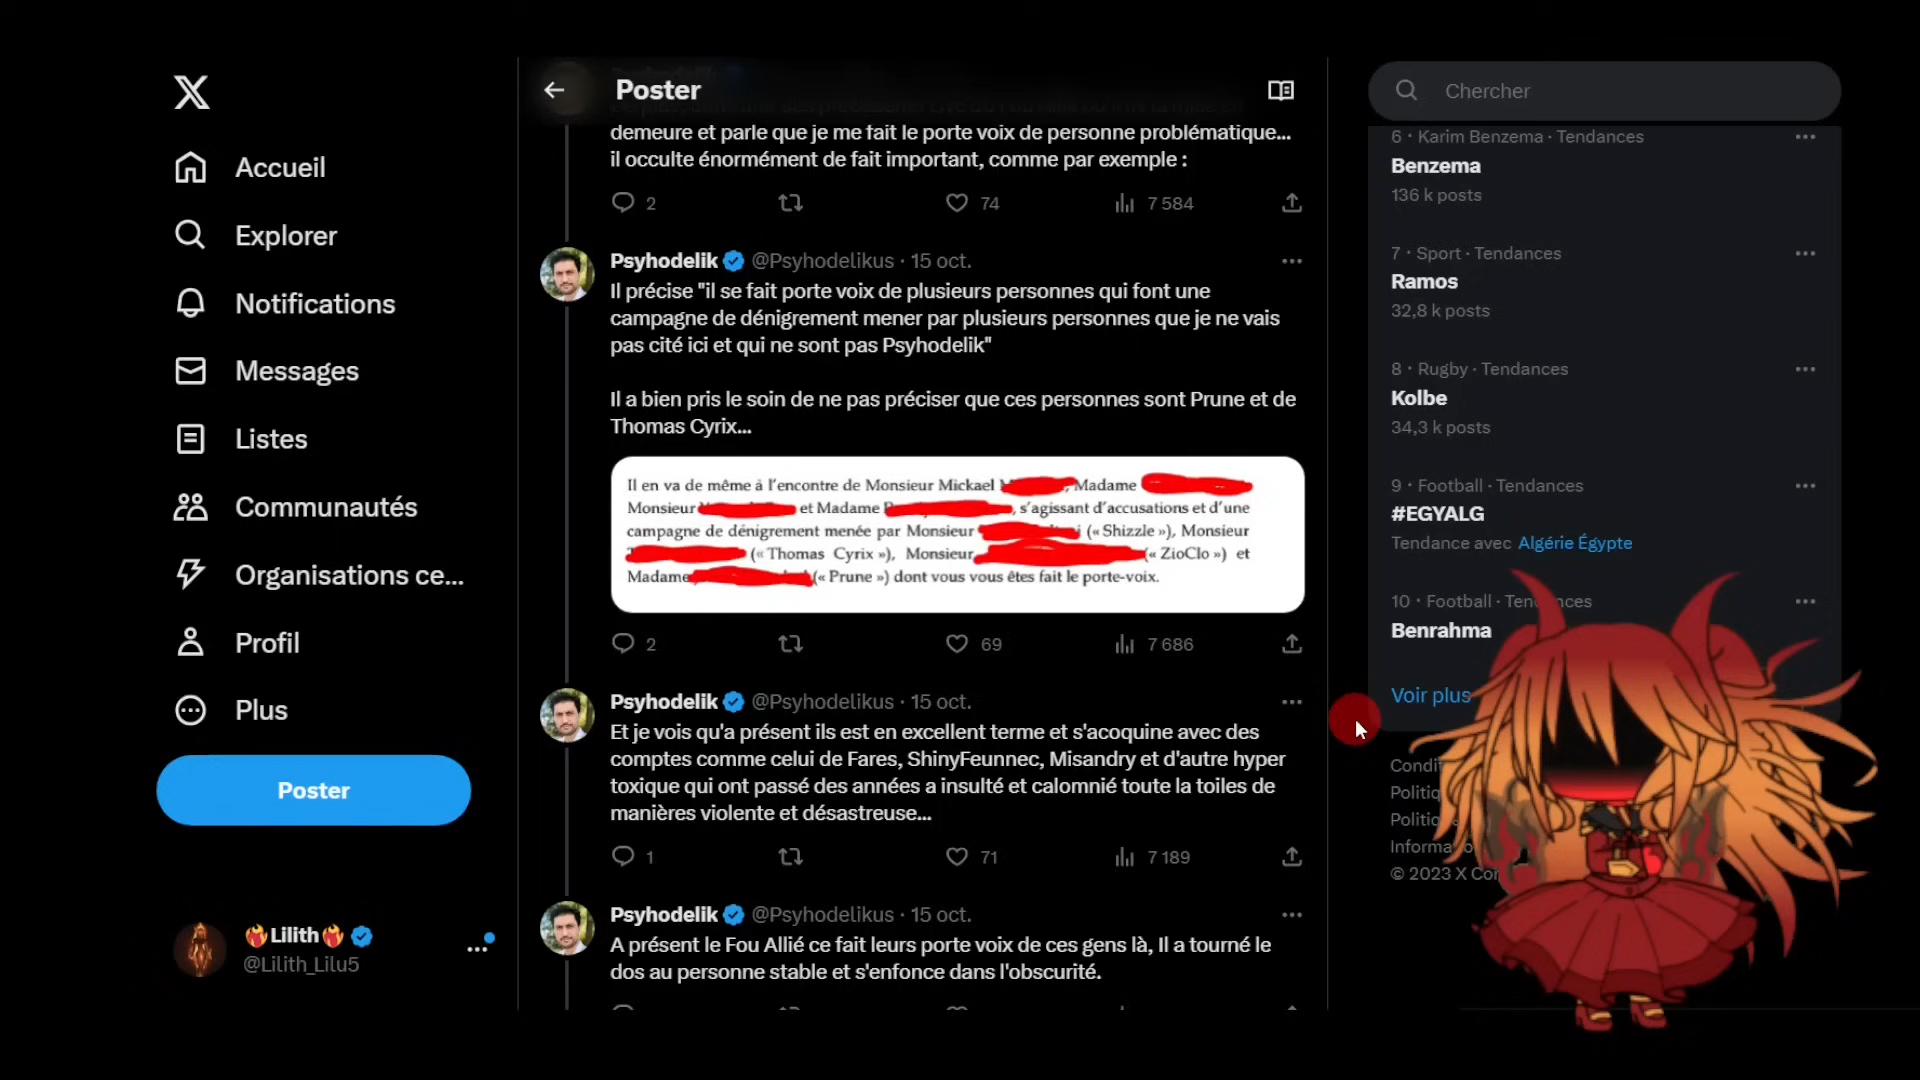 Accueil
Explorer
Notifications
Messages
Listes
Communautés
Organisations ce...
Profil
Plus
Poster
Lilith
@Lilith_Lilu5
Poster
demeure et parle que je me fait le porte voix de personne problématique...
il occulte énormément de fait important, comme par exemple :
2 74 7 584
Psyhodelik @Psyhodelikus · 15 oct.
Il précise "il se fait porte voix de plusieurs personnes qui font une
campagne de dénigrement mener par plusieurs personnes que je ne vais
pas cité ici et qui ne sont pas Psyhodelik"
Il a bien pris le soin de ne pas préciser que ces personnes sont Prune et de
Thomas Cyrix...
Il en va de même à l'encontre de Monsieur Mickael Madame
Monsieur et Madame , s'agissant d'accusations et d'une
campagne de dénigrement menée par Monsieur (« Shizzle »), Monsieur
(« Thomas Cyrix »), Monsieur (« ZioClo ») et
Madame (« Prune ») dont vous vous êtes fait le porte-voix.
2 69 7 686
Psyhodelik @Psyhodelikus · 15 oct.
Et je vois qu'a présent ils est en excellent terme et s'acoquine avec des
comptes comme celui de Fares, ShinyFeunnec, Misandry et d'autre hyper
toxique qui ont passé des années a insulté et calomnié toute la toiles de
manières violente et désastreuse...
1 71 7 189
Psyhodelik @Psyhodelikus · 15 oct.
A présent le Fou Allié ce fait leurs porte voix de ces gens là, Il a tourné le
dos au personne stable et s'enfonce dans l'obscurité.
Chercher
6 · Karim Benzema · Tendances
Benzema
136 k posts
7 · Sport · Tendances
Ramos
32,8 k posts
8 · Rugby · Tendances
Kolbe
34,3 k posts
9 · Football · Tendances
#EGYALG
Tendance avec Algérie Égypte
10 · Football ·
Benrahma
Voir plus
© 2023 X